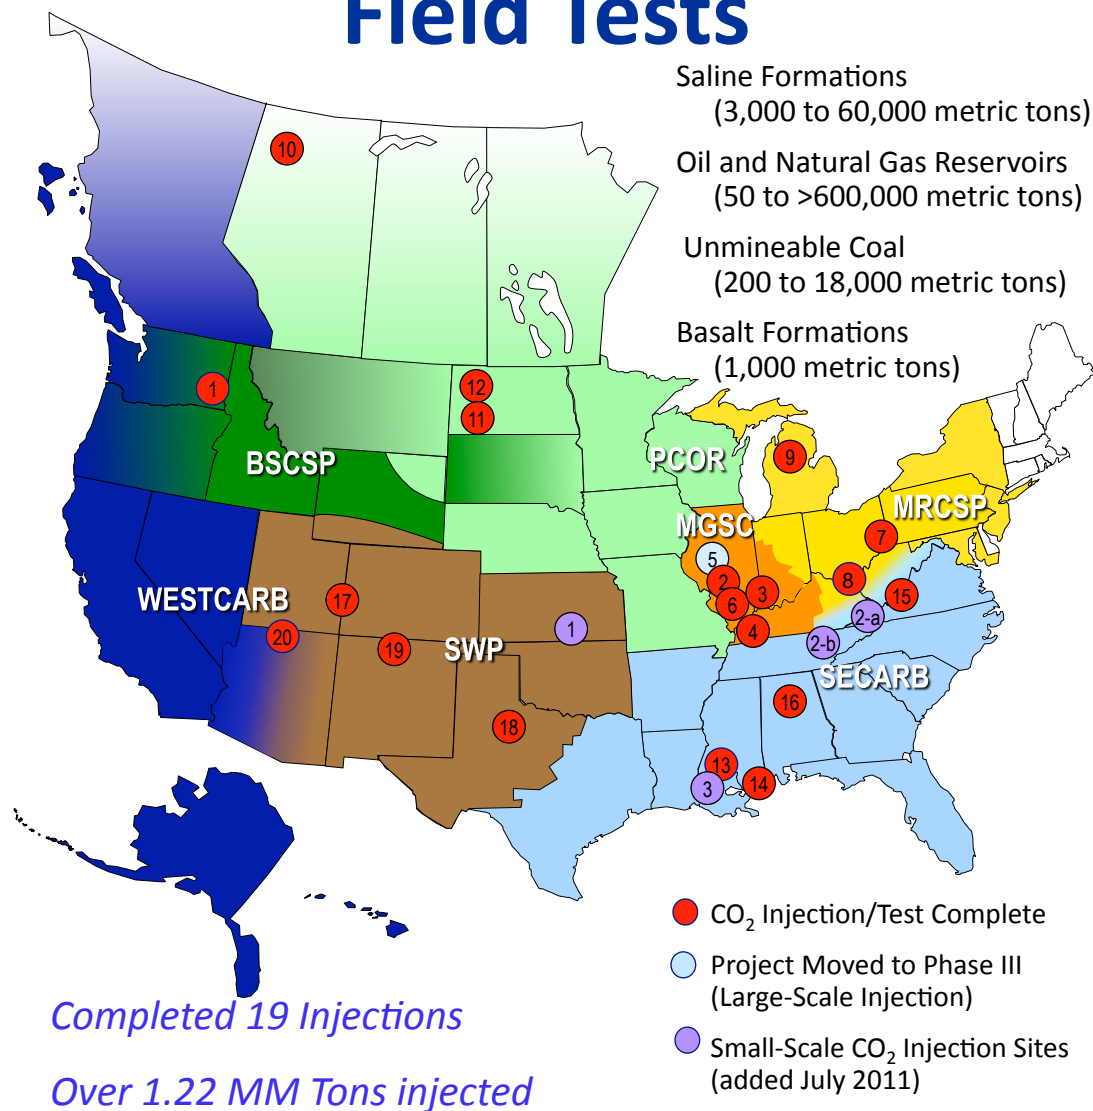 Field Tests
Saline Formations
(3,000 to 60,000 metric tons)
Oil and Natural Gas Reservoirs
(50 to >600,000 metric tons)
Unmineable Coal
(200 to 18,000 metric tons)
Basalt Formations
(1,000 metric tons)
10
1
12
11
BSCSP
PCOR
9
MGSC
MRCSP
7
5
2
3
8
6
15
2-a
4
2-b
WESTCARB
17
20
19
SWP
1
SECARB
16
18
13
3
14
CO₂ Injection/Test Complete
Project Moved to Phase III
(Large-Scale Injection)
Small-Scale CO₂ Injection Sites
(added July 2011)
Completed 19 Injections
Over 1.22 MM Tons injected